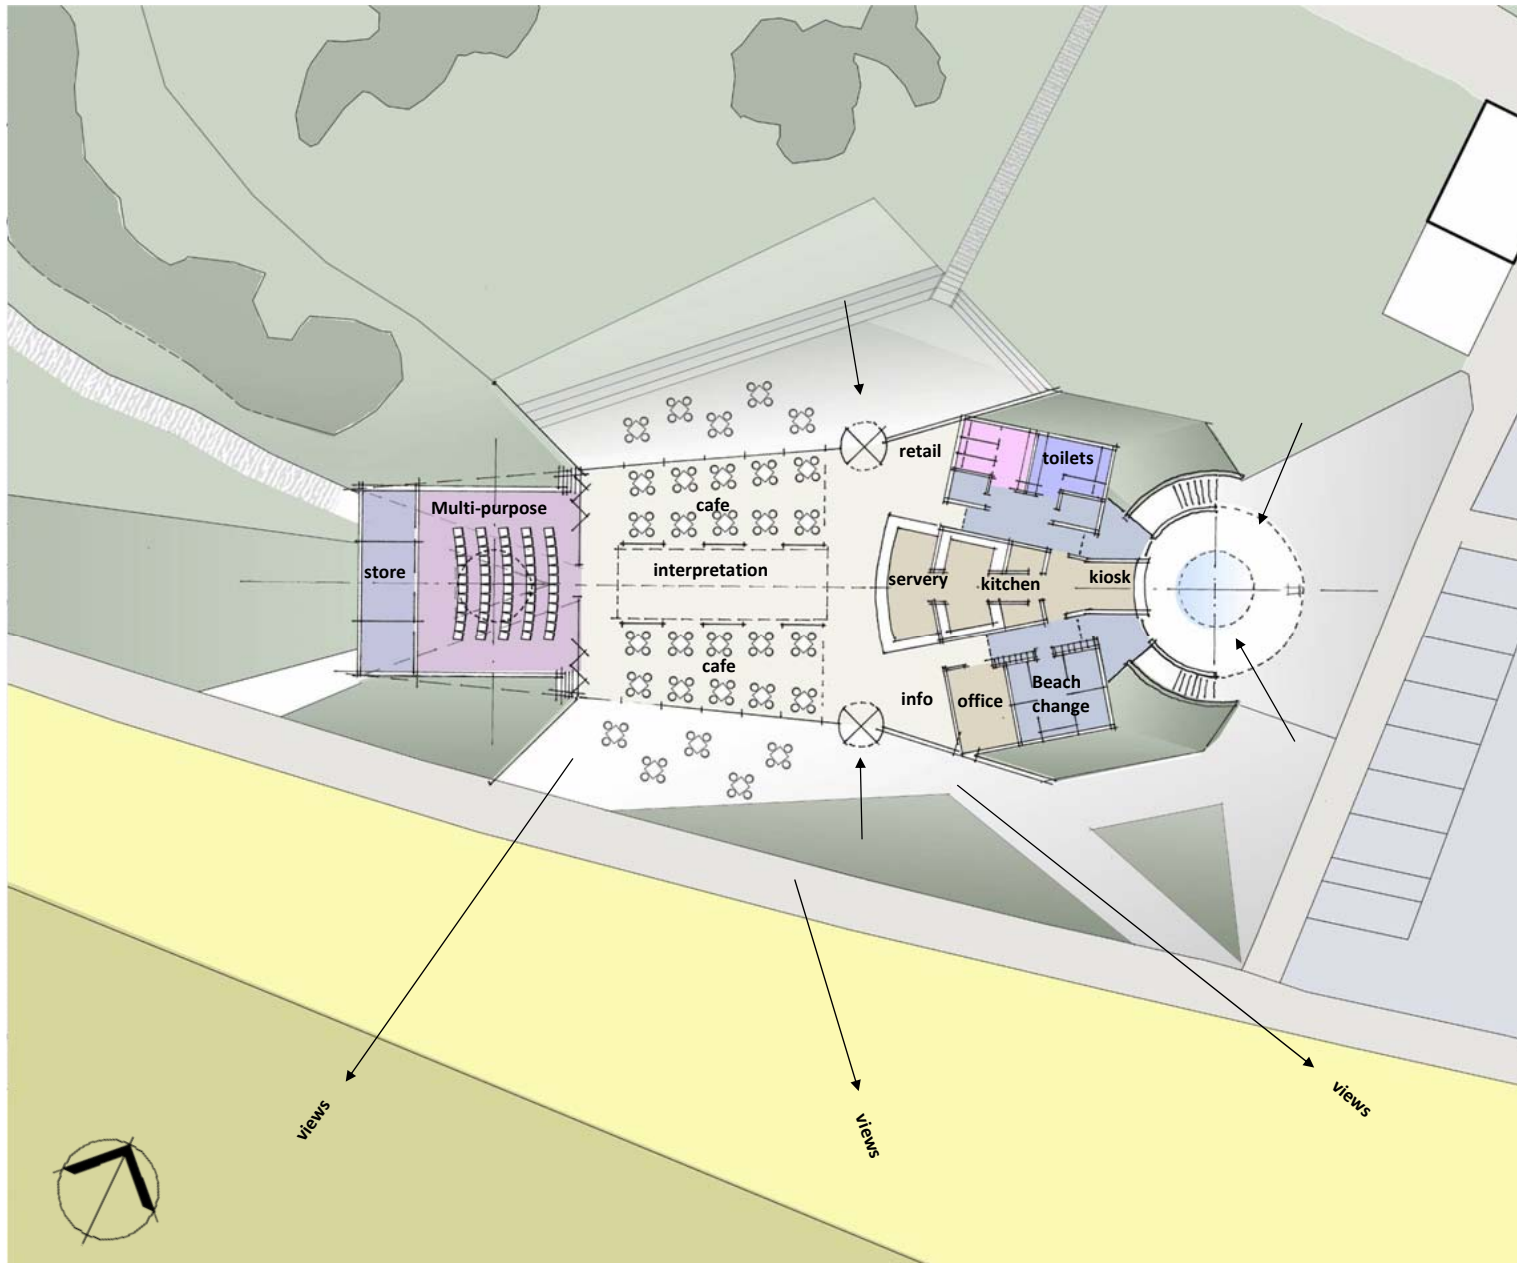 retail
toilets
Multi-purpose
cafe
store
interpretation
servery
kitchen
kiosk
cafe
info
office
Beach
change
views
views
views